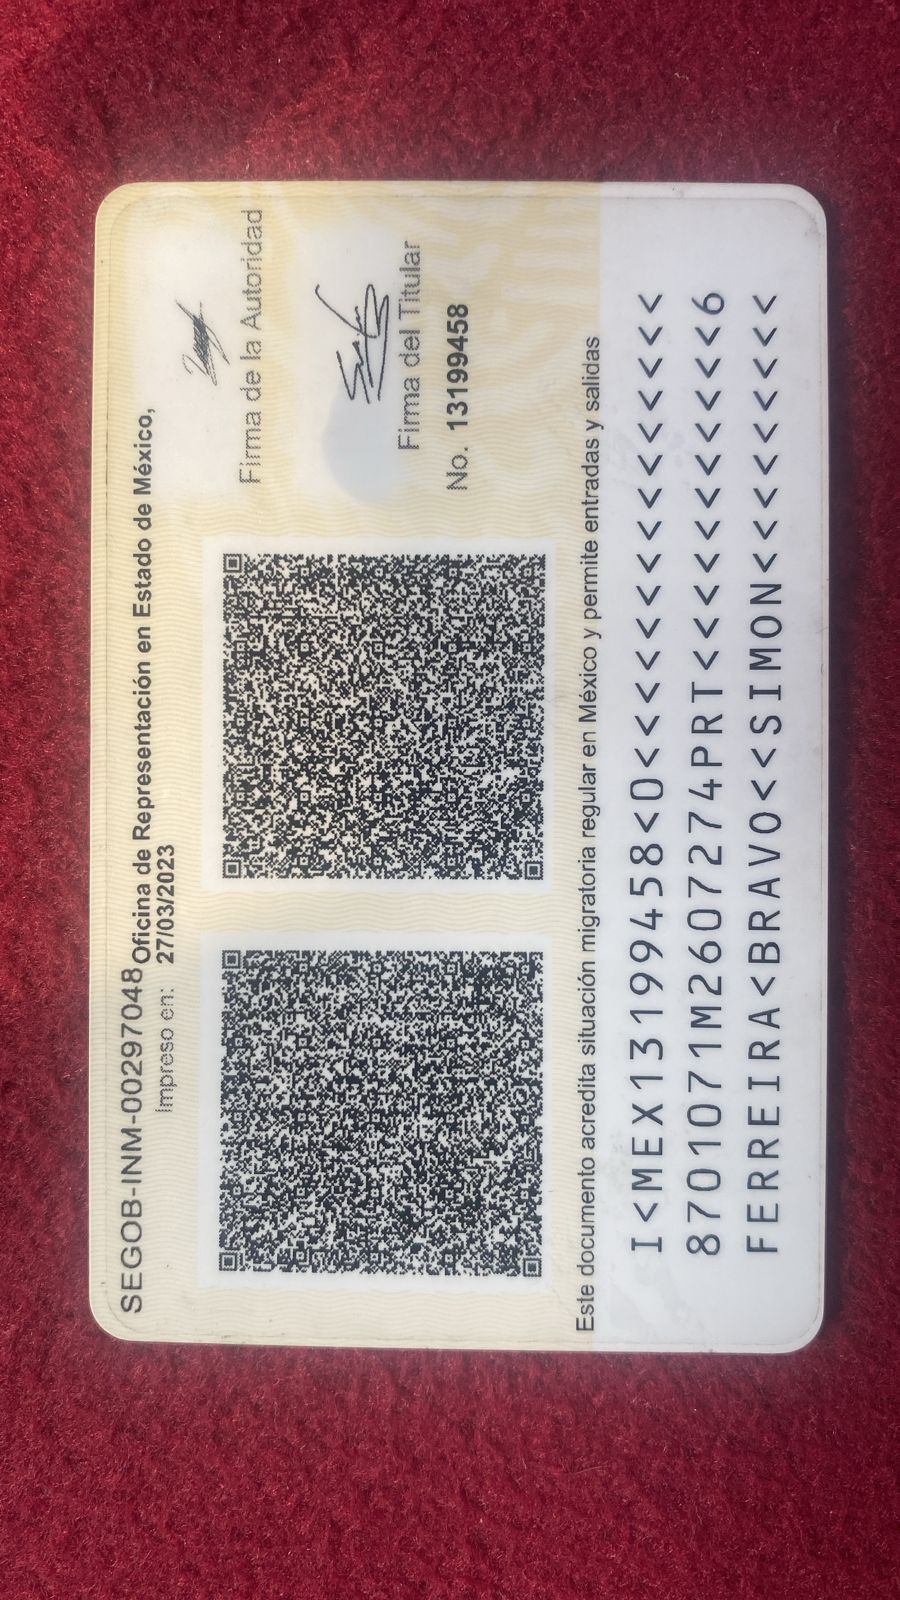 SEGOB-INM-00297048
Oficina de Representación en Estado de México,
Impreso en: 27/03/2023
Firma de la Autoridad
Firma del Titular
No. 13199458
Este documento acredita situación migratoria regular en México y permite entradas y salidas
I<MEX13199458<0<<<<<<<<<<<<<<<
8701071M2607274PRT<<<<<<<<<<<6
FERREIRA<BRAVO<<SIMON<<<<<<<<<